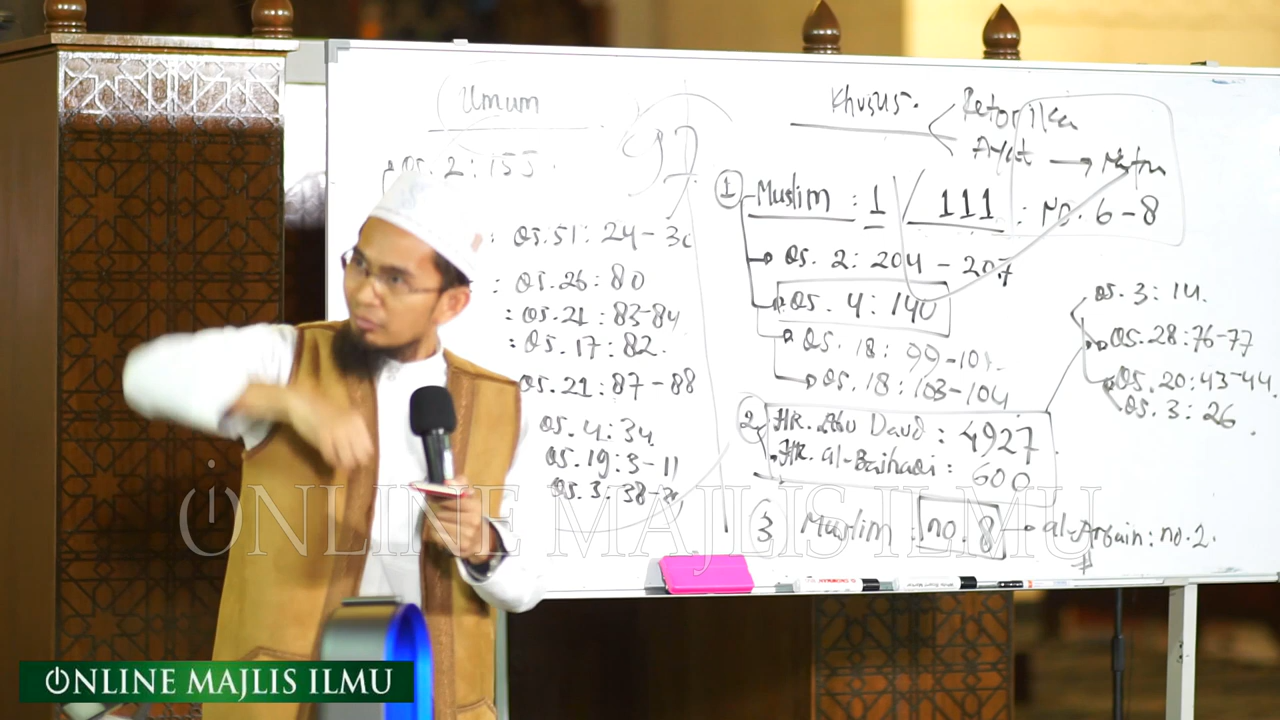 Umum
QS. 2:155.
: QS.51: 24-30
: QS.26: 80
: QS.21: 83-84
: QS.17: 82.
QS.21: 87-88
QS.4: 34
QS.19: 3-11
QS.3: 38-
97
Khusus.
Retorika
Ayat →
1 Muslim : 1 / 111 : no. 6-8
QS. 2: 204 - 207
QS. 4: 140
QS. 18: 99-101
QS. 18: 103-104
2 HR. Abu Daud : 4927
HR. al-Baihaqi : 600
3 Muslim : no. 8 → al-Arbain: no. 2.
QS. 3: 14.
QS. 28: 76-77
QS. 20: 43-44
QS. 3: 26
ONLINE MAJLIS ILMU
ONLINE MAJLIS ILMU